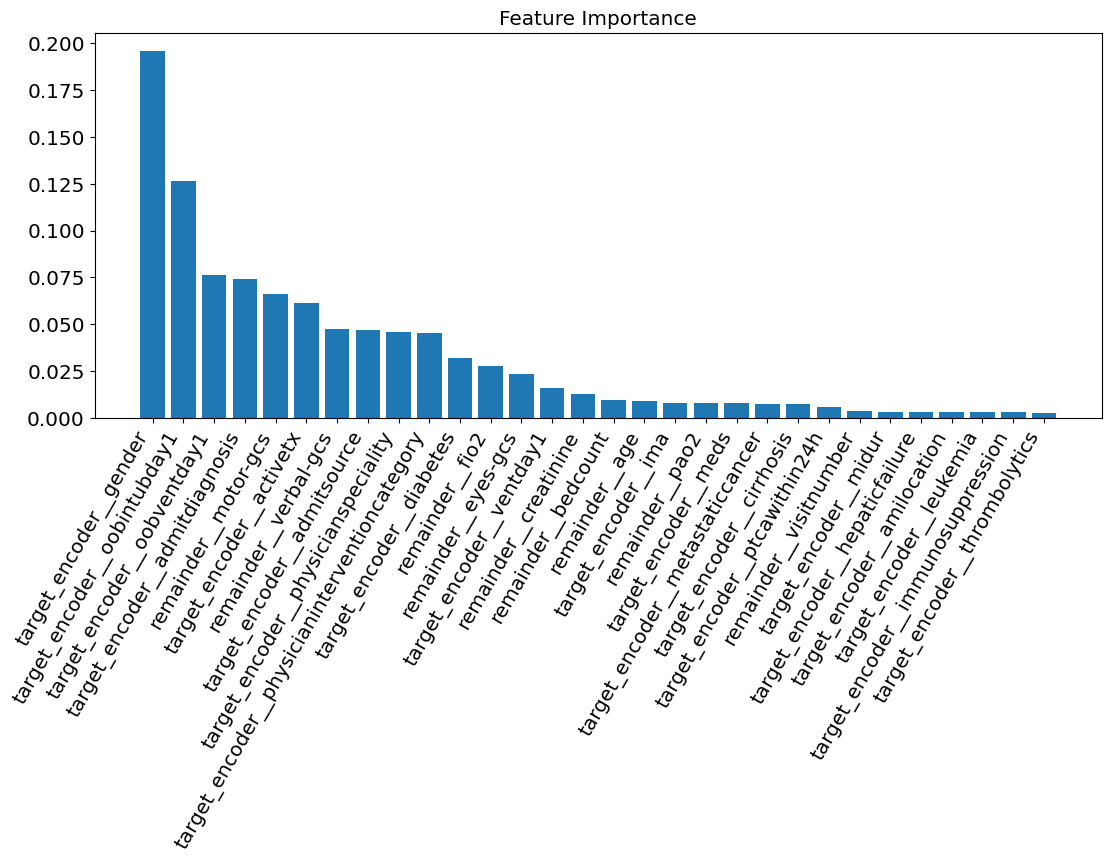 Feature Importance
0.200
0.175
0.150
0.125
0.100
0.075
0.050
0.025
0.000
target_encoder__gender
target_encoder__oobintubday1
target_encoder__oobventday1
target_encoder__admitdiagnosis
remainder__motor-gcs
target_encoder__activetx
remainder__verbal-gcs
target_encoder__admitsource
target_encoder__physicianspeciality
target_encoder__physicianinterventioncategory
target_encoder__diabetes
remainder__fio2
remainder__eyes-gcs
target_encoder__ventday1
remainder__creatinine
remainder__bedcount
remainder__age
target_encoder__ima
remainder__pao2
target_encoder__meds
target_encoder__metastaticcancer
target_encoder__cirrhosis
target_encoder__ptcawithin24h
remainder__visitnumber
target_encoder__midur
target_encoder__hepaticfailure
target_encoder__amilocation
target_encoder__leukemia
target_encoder__immunosuppression
target_encoder__thrombolytics